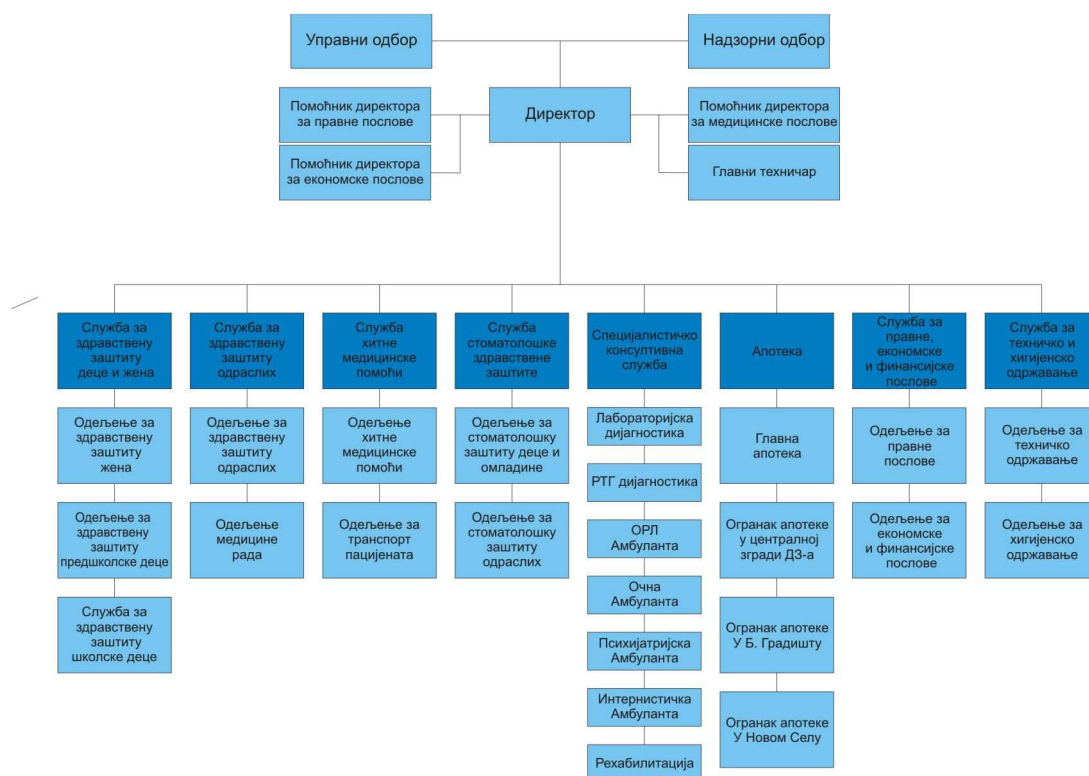 Управни одбор
Надзорни одбор
Помоћник директора
за правне послове
Директор
Помоћник директора
за медицинске послове
Помоћник директора
за економске послове
Главни техничар
Служба за
здравствену
заштиту
деце и жена
Служба за
здравствену
заштиту
одраслих
Служба
хитне
медицинске
помоћи
Служба
стоматолошке
здравствене
заштите
Специјалистичко
консултивна
служба
Апотека
Служба за
правне,
економске
и финансијске
послове
Служба за
техничко и
хигијенско
одржавање
Одељење за
здравствену
заштиту
жена
Одељење за
здравствену
заштиту
одраслих
Одељење
хитне
медицинске
помоћи
Одељење за
стоматолошку
заштиту деце и
омладине
Лабораторијска
дијагностика
Главна
апотека
Одељење за
правне
послове
Одељење за
техничко
одржавање
РТГ дијагностика
Одељење за
здравствену
заштиту
предшколске деце
Одељење
медицине
рада
Одељење за
транспорт
пацијената
Одељење за
стоматолошку
заштиту
одраслих
ОРЛ
Амбуланта
Огранак апотеке
у централној
згради ДЗ-а
Одељење за
економске
и финансијске
послове
Одељење за
хигијенско
одржавање
Очна
Амбуланта
Служба за
здравствену
заштиту
школске деце
Психијатријска
Амбуланта
Огранак апотеке
У Б. Градишту
Интернистичка
Амбуланта
Огранак апотеке
У Новом Селу
Рехабилитација